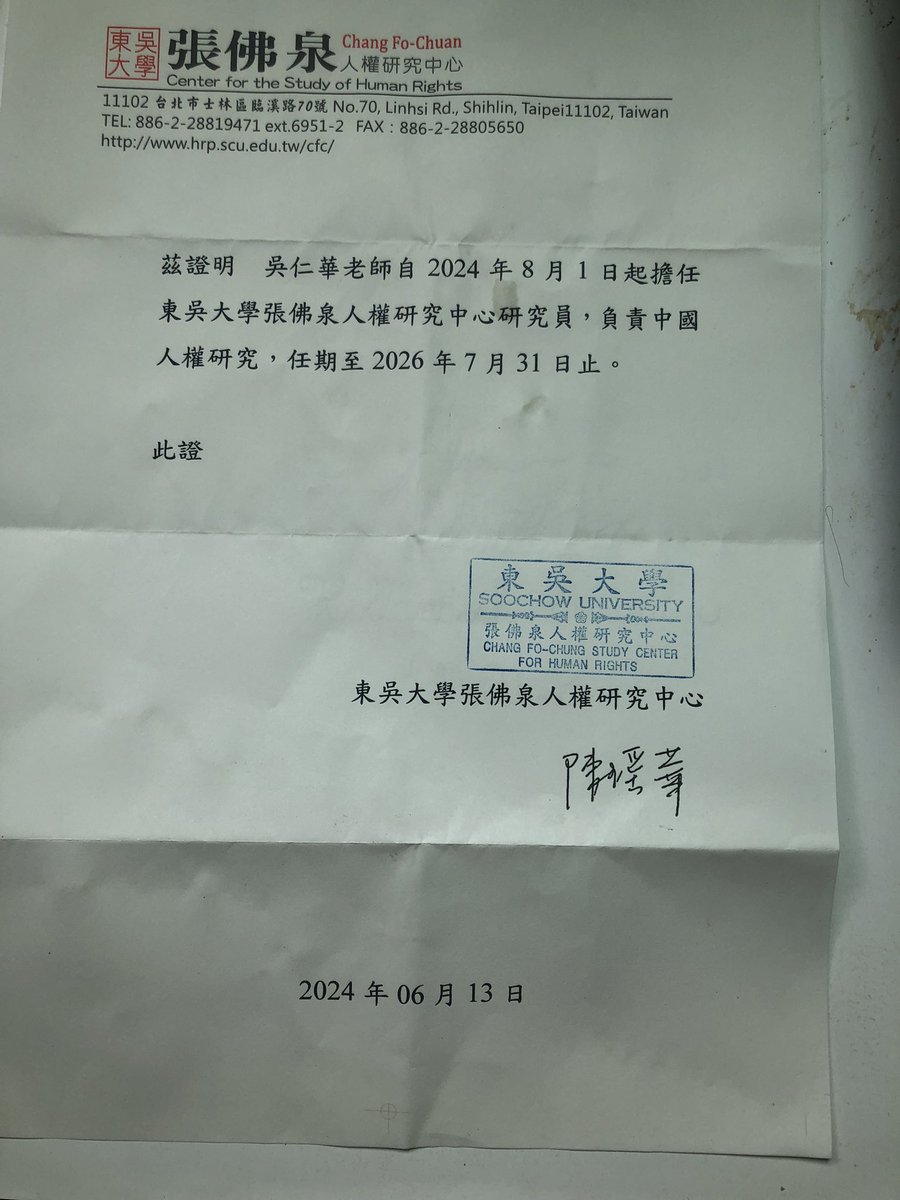 東吳大學
張佛泉 Chang Fo-Chuan
人權研究中心
Center for the Study of Human Rights
11102 台北市士林區臨溪路70號 No.70, Linhsi Rd., Shihlin, Taipei11102, Taiwan
TEL: 886-2-28819471 ext.6951-2 FAX：886-2-28805650
http://www.hrp.scu.edu.tw/cfc/
茲證明　吳仁華老師自 2024 年 8 月 1 日起擔任
東吳大學張佛泉人權研究中心研究員，負責中國
人權研究，任期至 2026 年 7 月 31 日止。
此證
東吳大學
SOOCHOW UNIVERSITY
張佛泉人權研究中心
CHANG FO-CHUNG STUDY CENTER
FOR HUMAN RIGHTS
東吳大學張佛泉人權研究中心
陳瑤華
2024 年 06 月 13 日